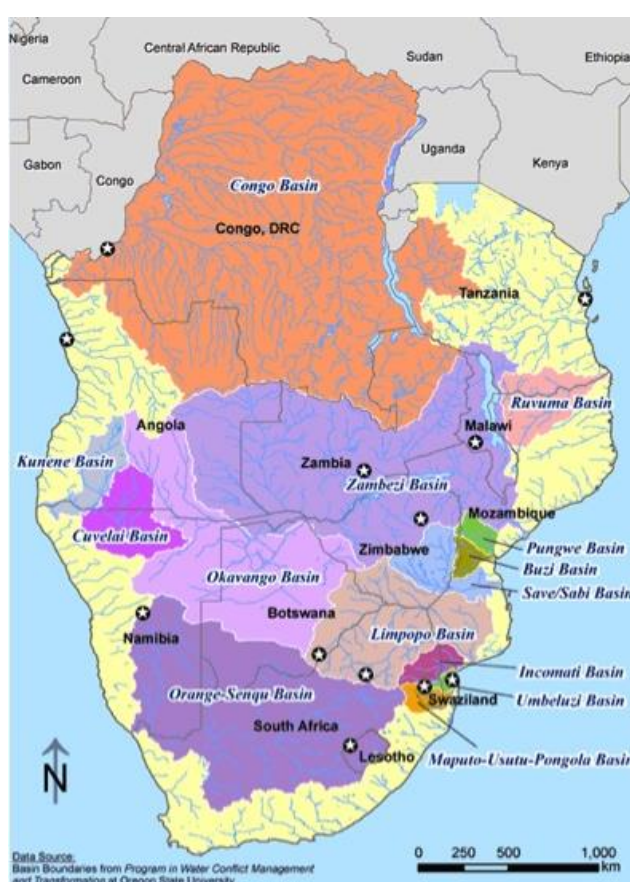 Nigeria
Central African Republic
Sudan
Ethiopia
Cameroon
Gabon
Congo
Uganda
Kenya
Congo Basin
Congo, DRC
Tanzania
Ruvuma Basin
Angola
Malawi
Kunene Basin
Zambia
Zambezi Basin
Mozambique
Cuvelai Basin
Zimbabwe
Pungwe Basin
Buzi Basin
Okavango Basin
Save/Sabi Basin
Botswana
Namibia
Limpopo Basin
Incomati Basin
Orange-Senqu Basin
Swaziland
Umbeluzi Basin
South Africa
Lesotho
Maputo-Usutu-Pongola Basin
N
Data Source:
Basin Boundaries from Program in Water Conflict Management
and Transformation at Oregon State University
0 250 500 1,000
km